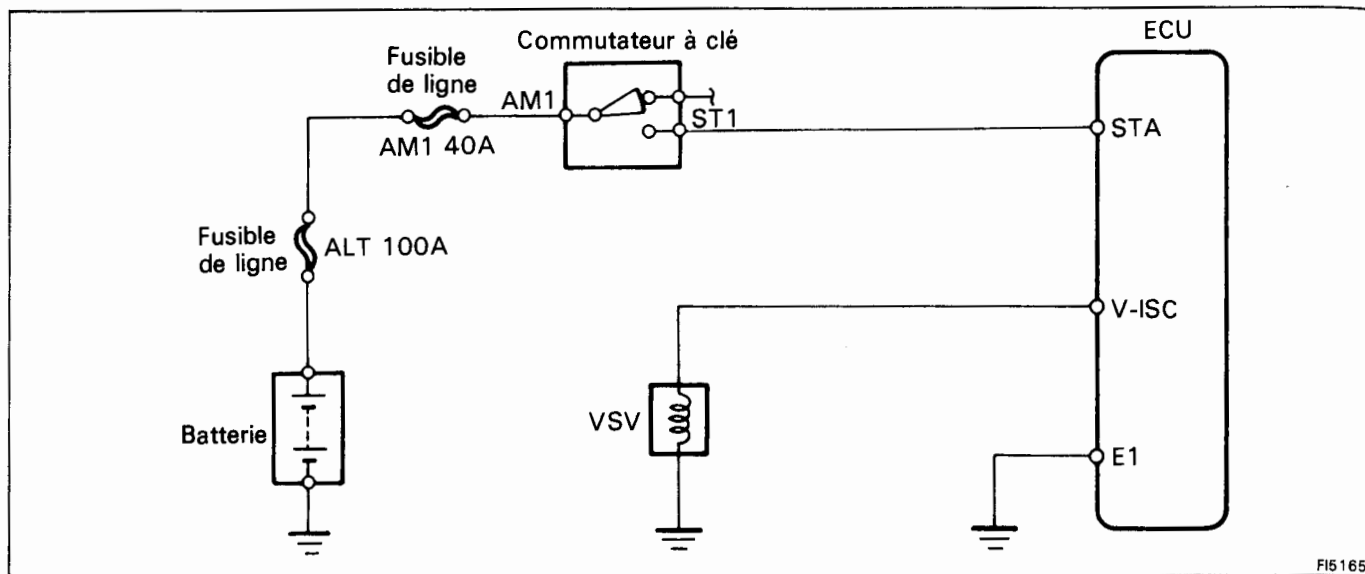 Commutateur à clé
ECU
Fusible
de ligne
AM1
ST1
AM1 40A
STA
Fusible
de ligne
ALT 100A
V-ISC
Batterie
VSV
E1
FI5165